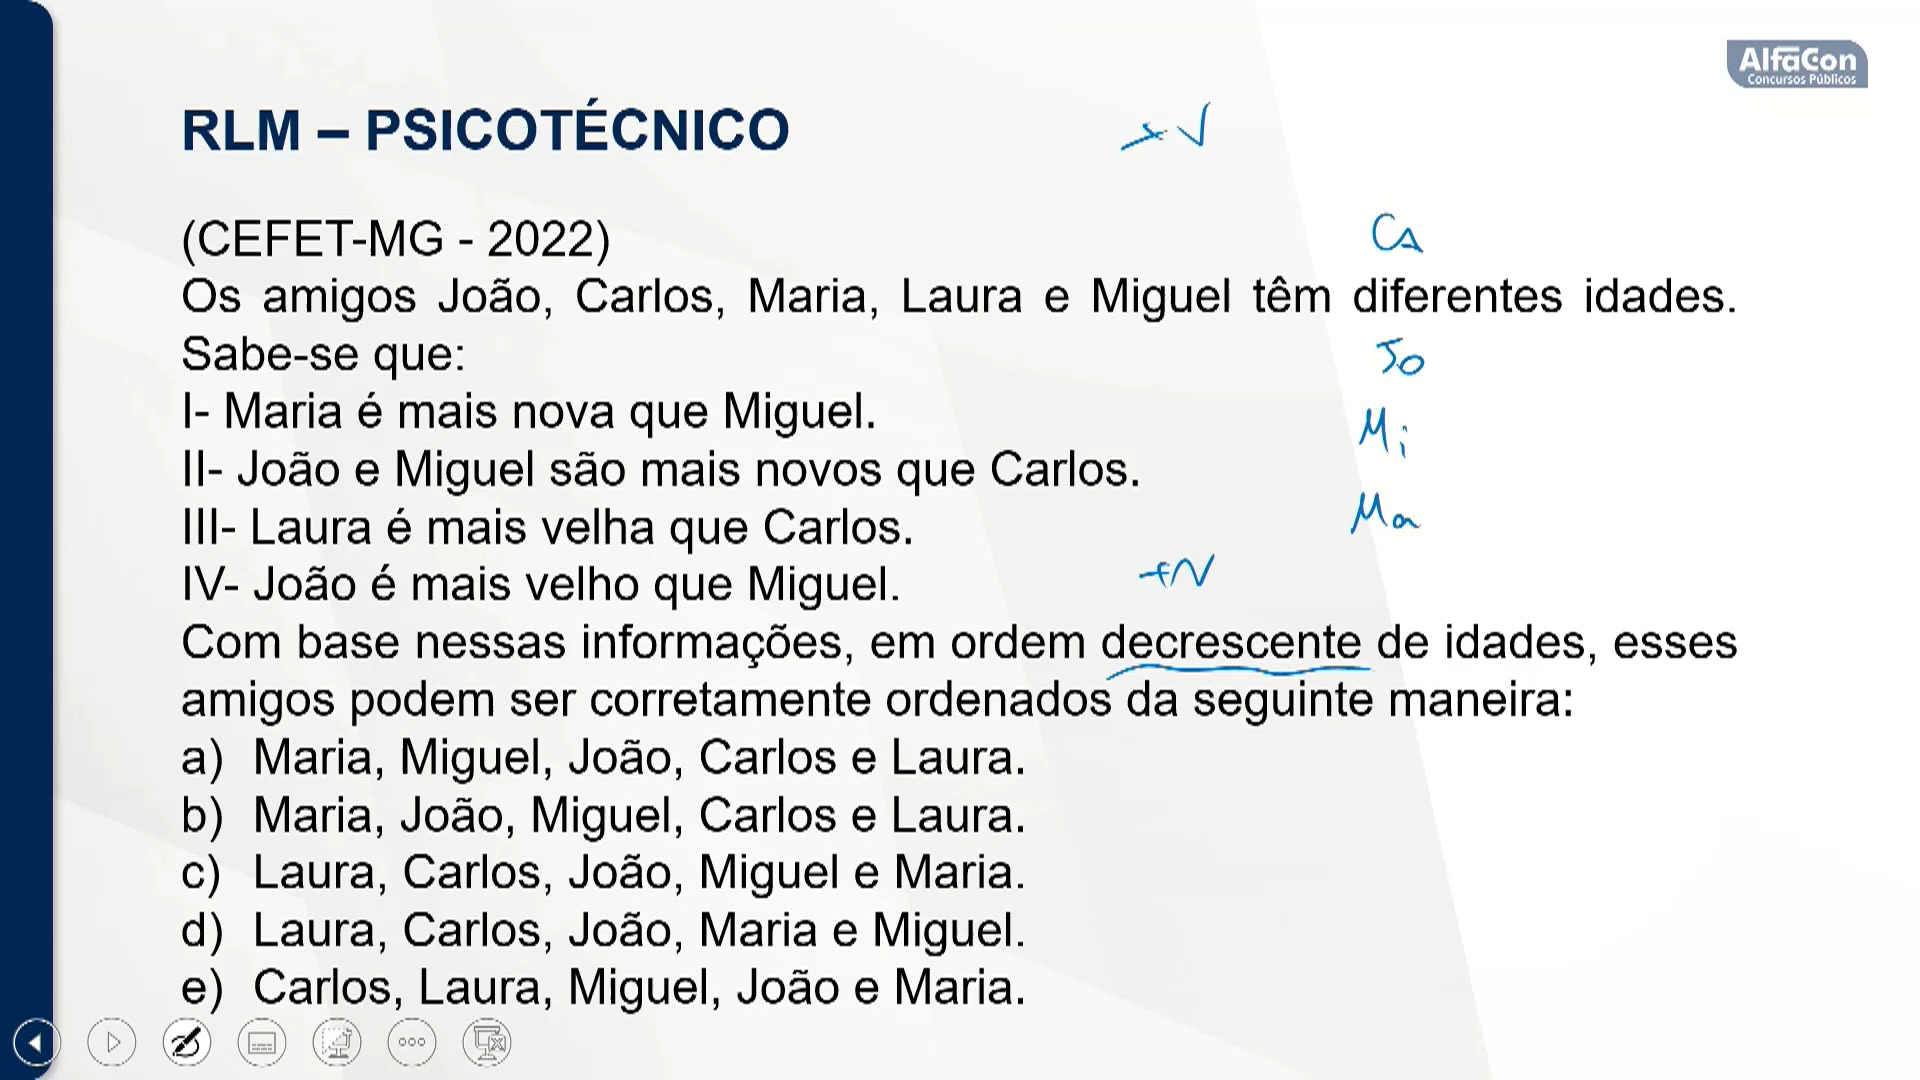 AlfaCon
Concursos Públicos
RLM – PSICOTÉCNICO
+V
(CEFET-MG - 2022)
CA
Os amigos João, Carlos, Maria, Laura e Miguel têm diferentes idades.
Sabe-se que:
Jo
I- Maria é mais nova que Miguel.
Mi
II- João e Miguel são mais novos que Carlos.
III- Laura é mais velha que Carlos.
Ma
IV- João é mais velho que Miguel.
+N
Com base nessas informações, em ordem decrescente de idades, esses
amigos podem ser corretamente ordenados da seguinte maneira:
a) Maria, Miguel, João, Carlos e Laura.
b) Maria, João, Miguel, Carlos e Laura.
c) Laura, Carlos, João, Miguel e Maria.
d) Laura, Carlos, João, Maria e Miguel.
e) Carlos, Laura, Miguel, João e Maria.